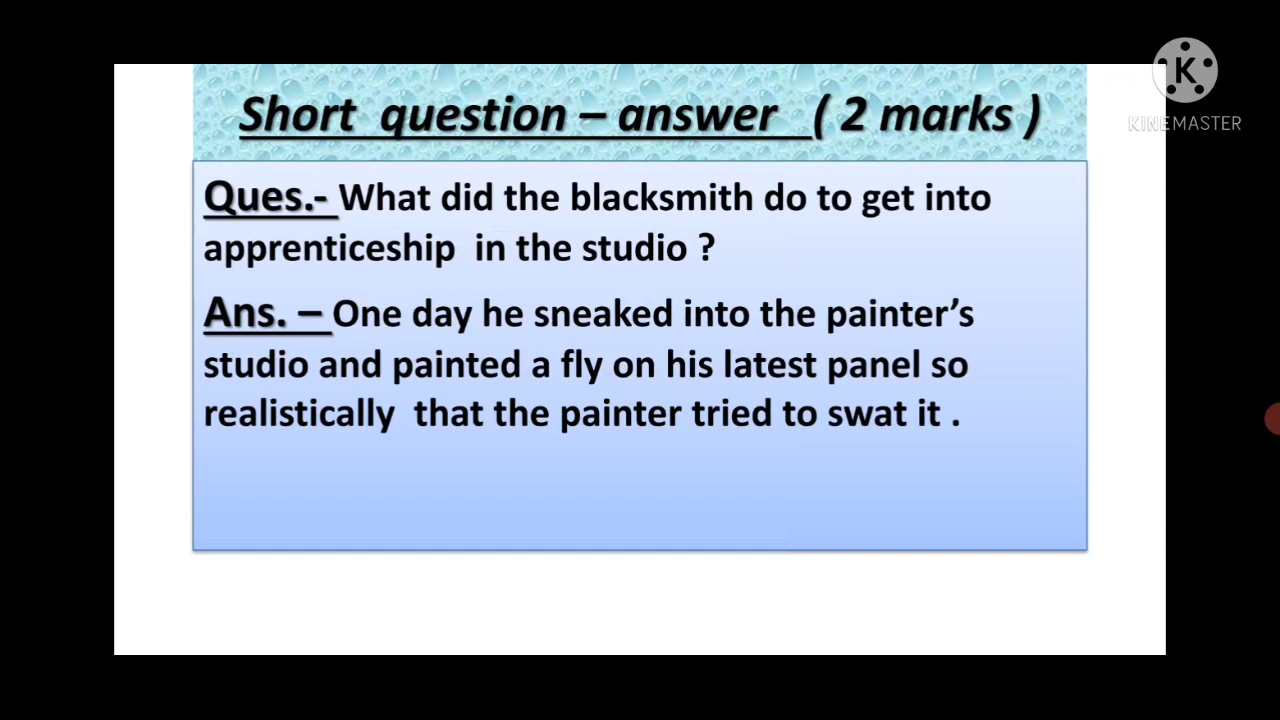 Short question – answer ( 2 marks )
K
KINEMASTER
Ques.- What did the blacksmith do to get into
apprenticeship in the studio ?
Ans. – One day he sneaked into the painter’s
studio and painted a fly on his latest panel so
realistically that the painter tried to swat it .